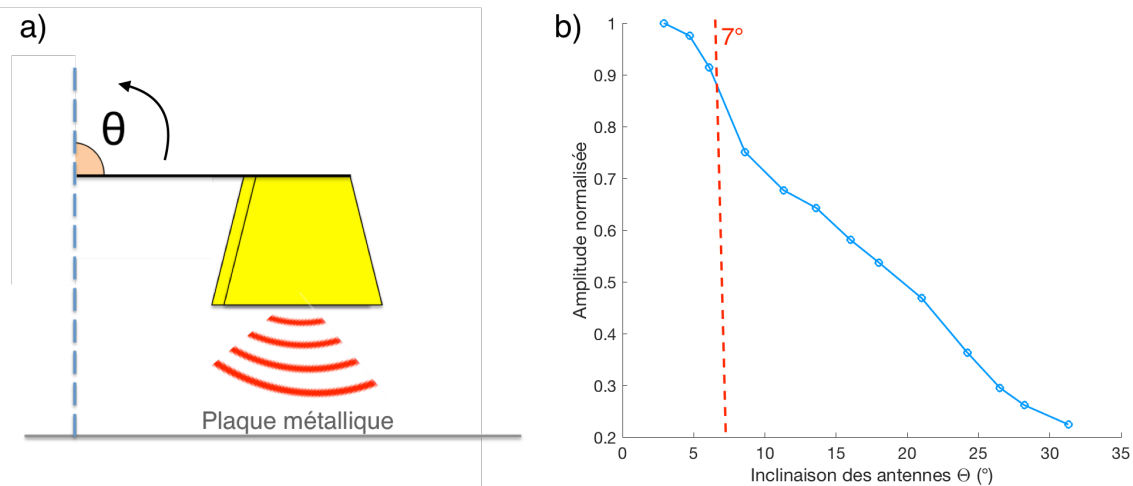 a)
θ
Plaque métallique
b)
7°
Amplitude normalisée
1
0.9
0.8
0.7
0.6
0.5
0.4
0.3
0.2
0 5 10 15 20 25 30 35
Inclinaison des antennes Θ (°)